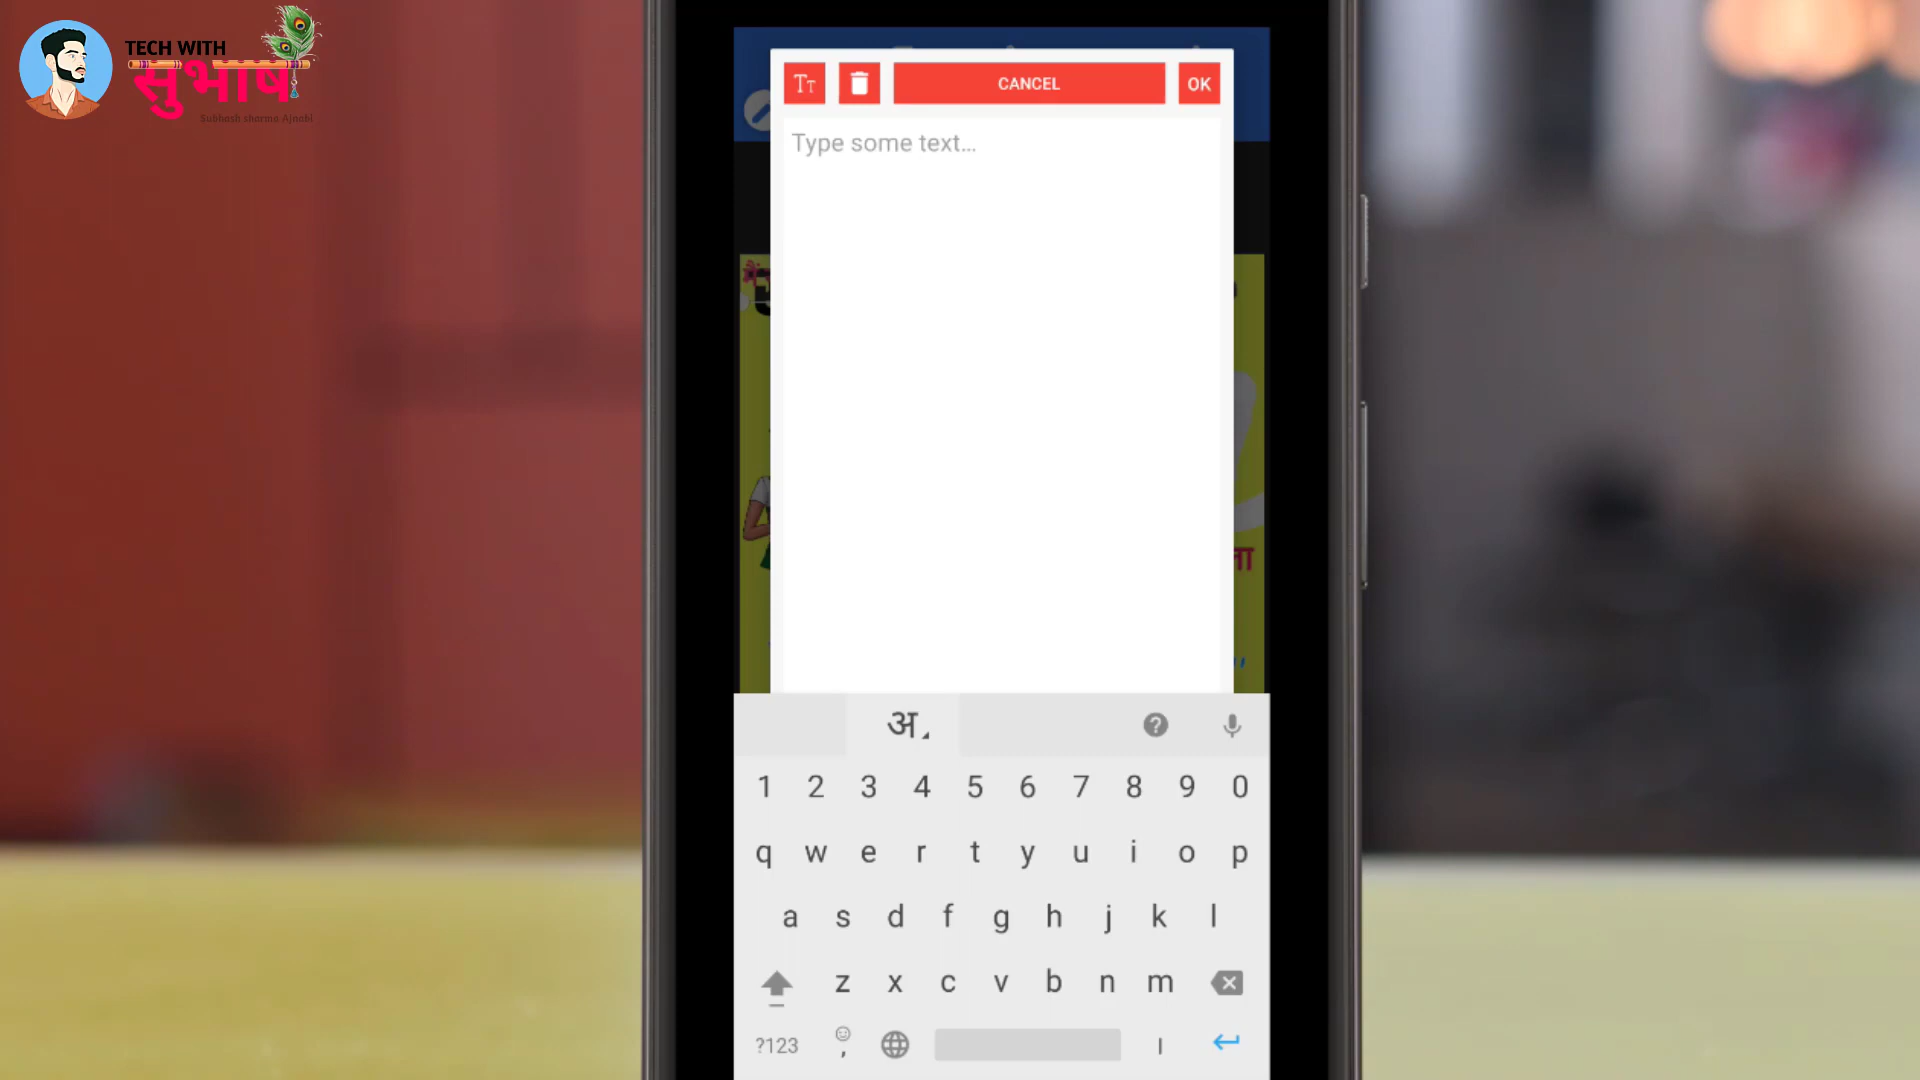 TECH WITH
सुभाष
Subhash sharma Ajnabi
CANCEL
OK
Type some text...
ला
अ
1 2 3 4 5 6 7 8 9 0
q w e r t y u i o p
a s d f g h j k l
z x c v b n m
?123 , ।